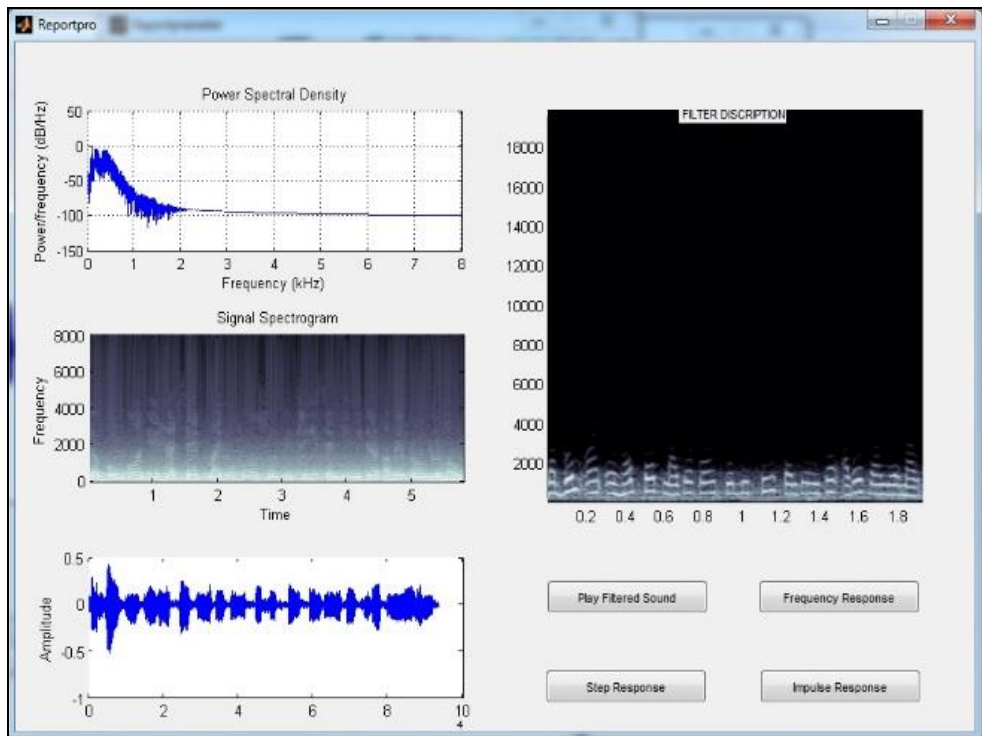 Reportpro
Power Spectral Density
Power/frequency (dB/Hz)
50
0
-50
-100
-150
0 1 2 3 4 5 6 7 8
Frequency (kHz)
Signal Spectrogram
Frequency
8000
6000
4000
2000
0
1 2 3 4 5
Time
Amplitude
0.5
0
-0.5
-1
0 2 4 6 8 10
4
FILTER DISCRIPTION
18000
16000
14000
12000
10000
8000
6000
4000
2000
0.2 0.4 0.6 0.8 1 1.2 1.4 1.6 1.8
Play Filtered Sound
Frequency Response
Step Response
Impulse Response